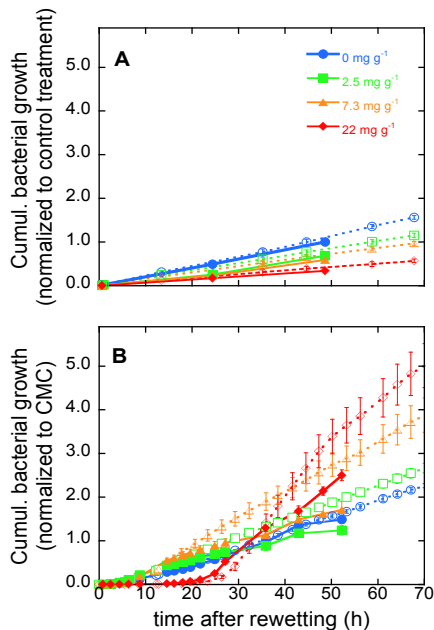 5.0
4.0
3.0
2.0
1.0
0.0
Cumul. bacterial growth
(normalized to control treatment)
A
0 mg g-1
2.5 mg g-1
7.3 mg g-1
22 mg g-1
5.0
4.0
3.0
2.0
1.0
0.0
Cumul. bacterial growth
(normalized to CMC)
B
0 10 20 30 40 50 60 70
time after rewetting (h)